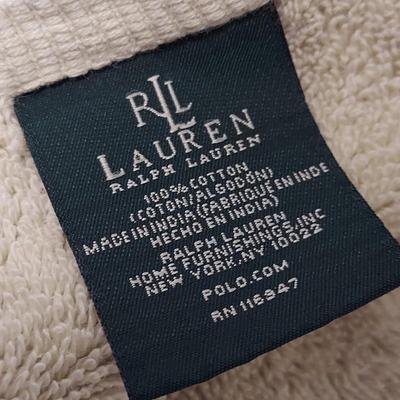 RLL
LAUREN
RALPH LAUREN
100% COTTON
(COTON/ALGODON)
MADE IN INDIA (FABRIQUE EN INDE
HECHO EN INDIA)
RALPH LAUREN
HOME FURNISHINGS, INC
NEW YORK, NY 10022
POLO.COM
RN 118947